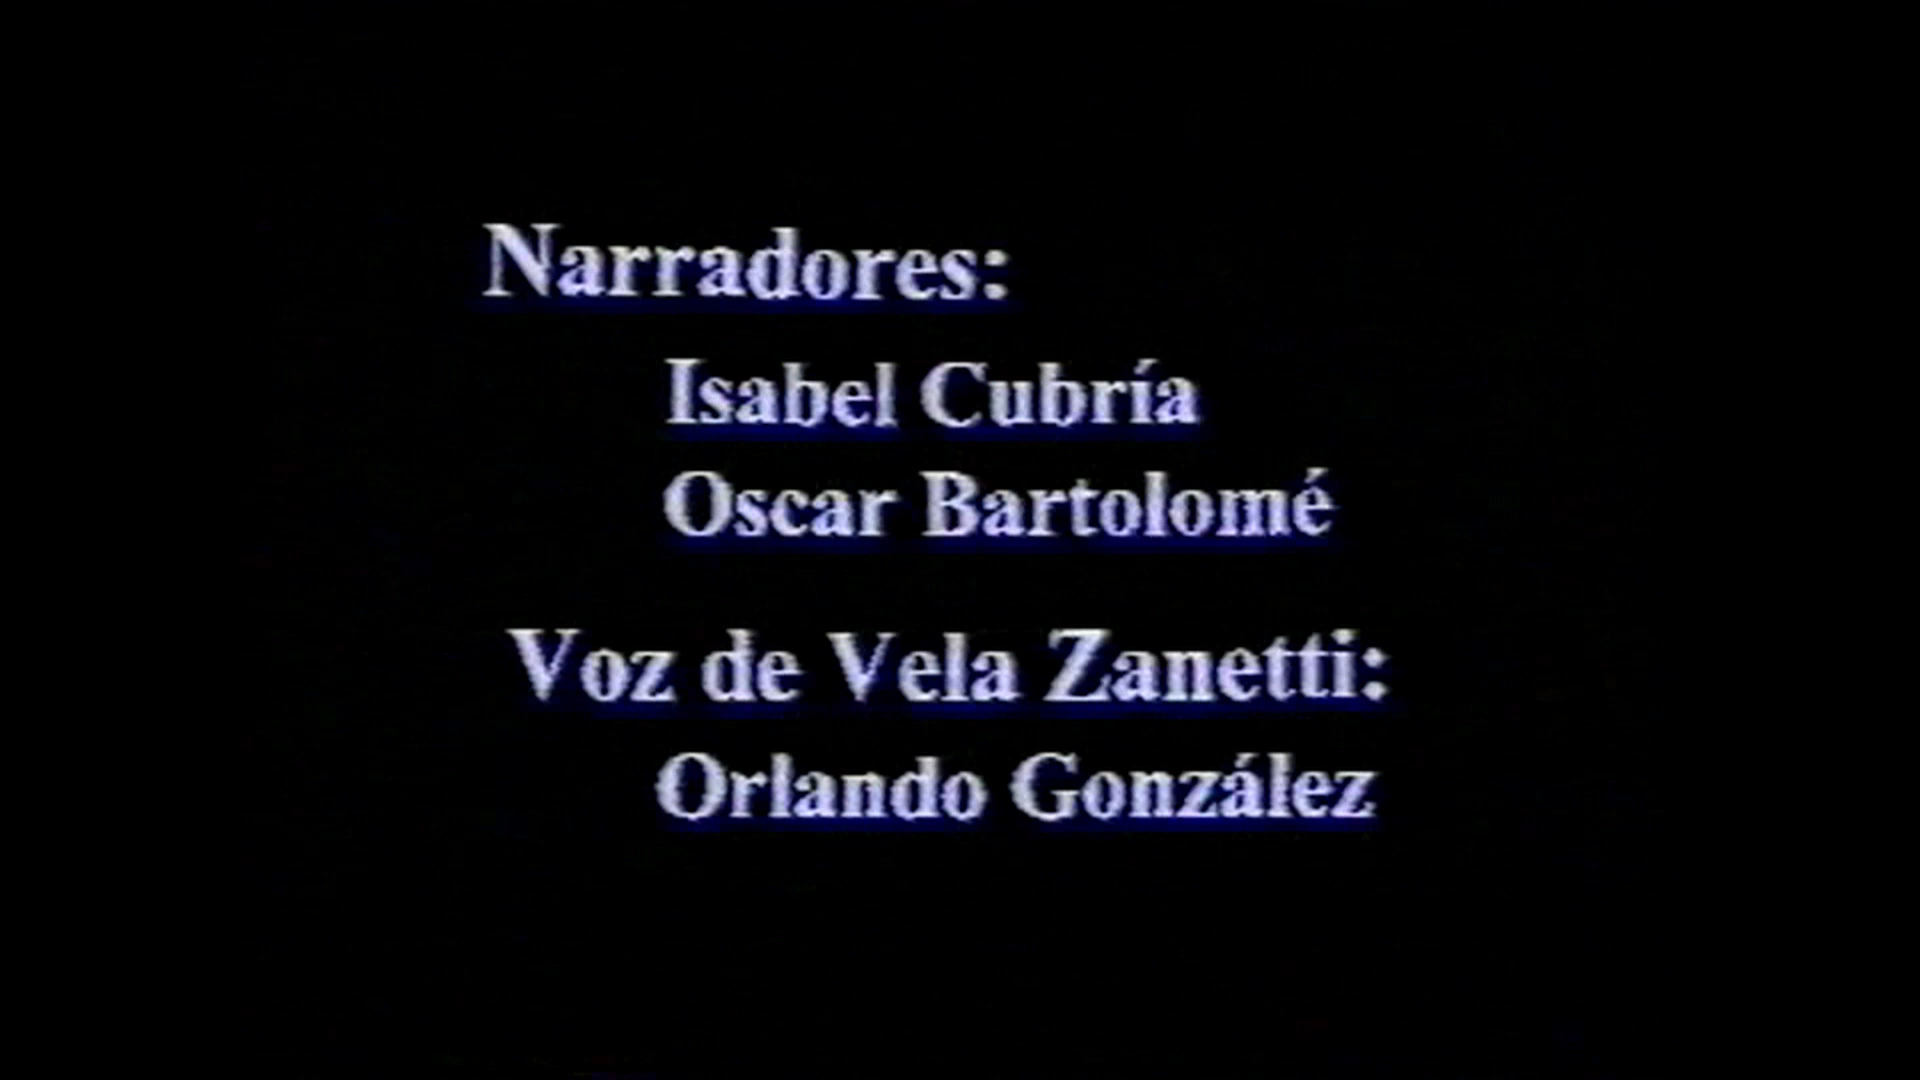 Narradores:
Isabel Cubría
Oscar Bartolomé
Voz de Vela Zanetti:
Orlando González